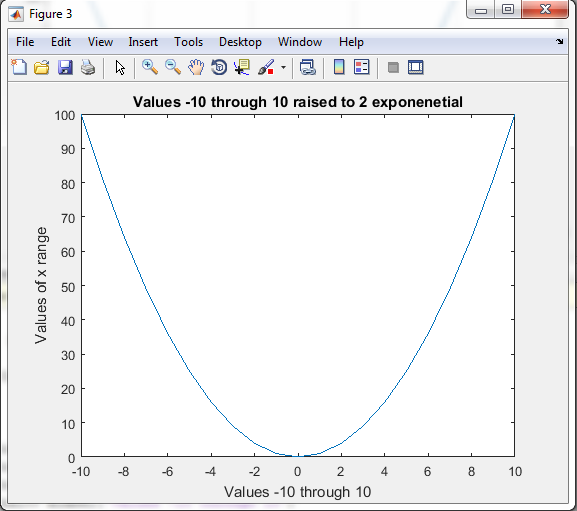 Figure 3
File Edit View Insert Tools Desktop Window Help
Values -10 through 10 raised to 2 exponenetial
100
90
80
70
60
50
40
30
20
10
0
Values of x range
-10 -8 -6 -4 -2 0 2 4 6 8 10
Values -10 through 10